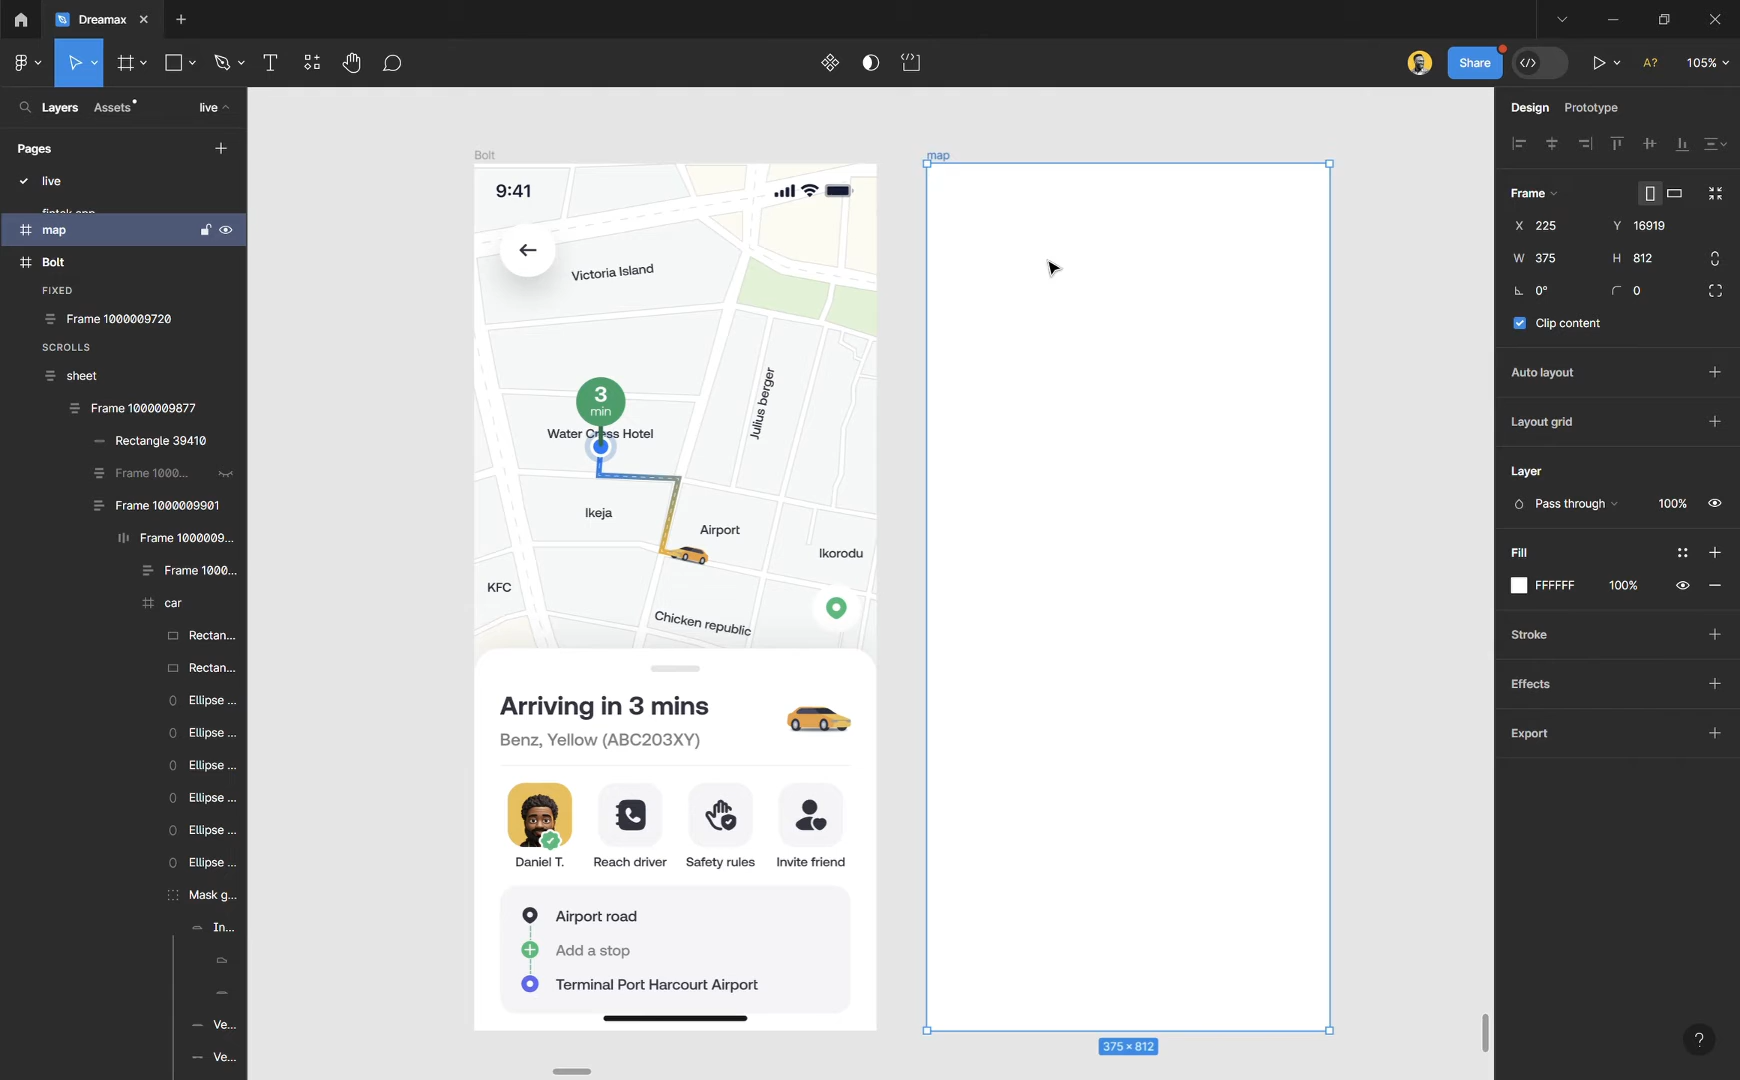 Dreamax
Share
A?
105%
Layers
Assets
live
Pages
live
fintek app
map
Bolt
FIXED
Frame 1000009720
SCROLLS
sheet
Frame 1000009877
Rectangle 39410
Frame 1000...
Frame 1000009901
Frame 1000009...
Frame 1000...
car
Rectan...
Rectan...
Ellipse ...
Ellipse ...
Ellipse ...
Ellipse ...
Ellipse ...
Ellipse ...
Mask g...
In...
Ve...
Ve...
Bolt
9:41
Victoria Island
3
min
Water Cress Hotel
Julius berger
Ikeja
Airport
Ikorodu
KFC
Chicken republic
Arriving in 3 mins
Benz, Yellow (ABC203XY)
Daniel T.
Reach driver
Safety rules
Invite friend
Airport road
Add a stop
Terminal Port Harcourt Airport
map
375 × 812
Design
Prototype
Frame
X 225
Y 16919
W 375
H 812
0°
0
Clip content
Auto layout
Layout grid
Layer
Pass through
100%
Fill
FFFFFF
100%
Stroke
Effects
Export
?